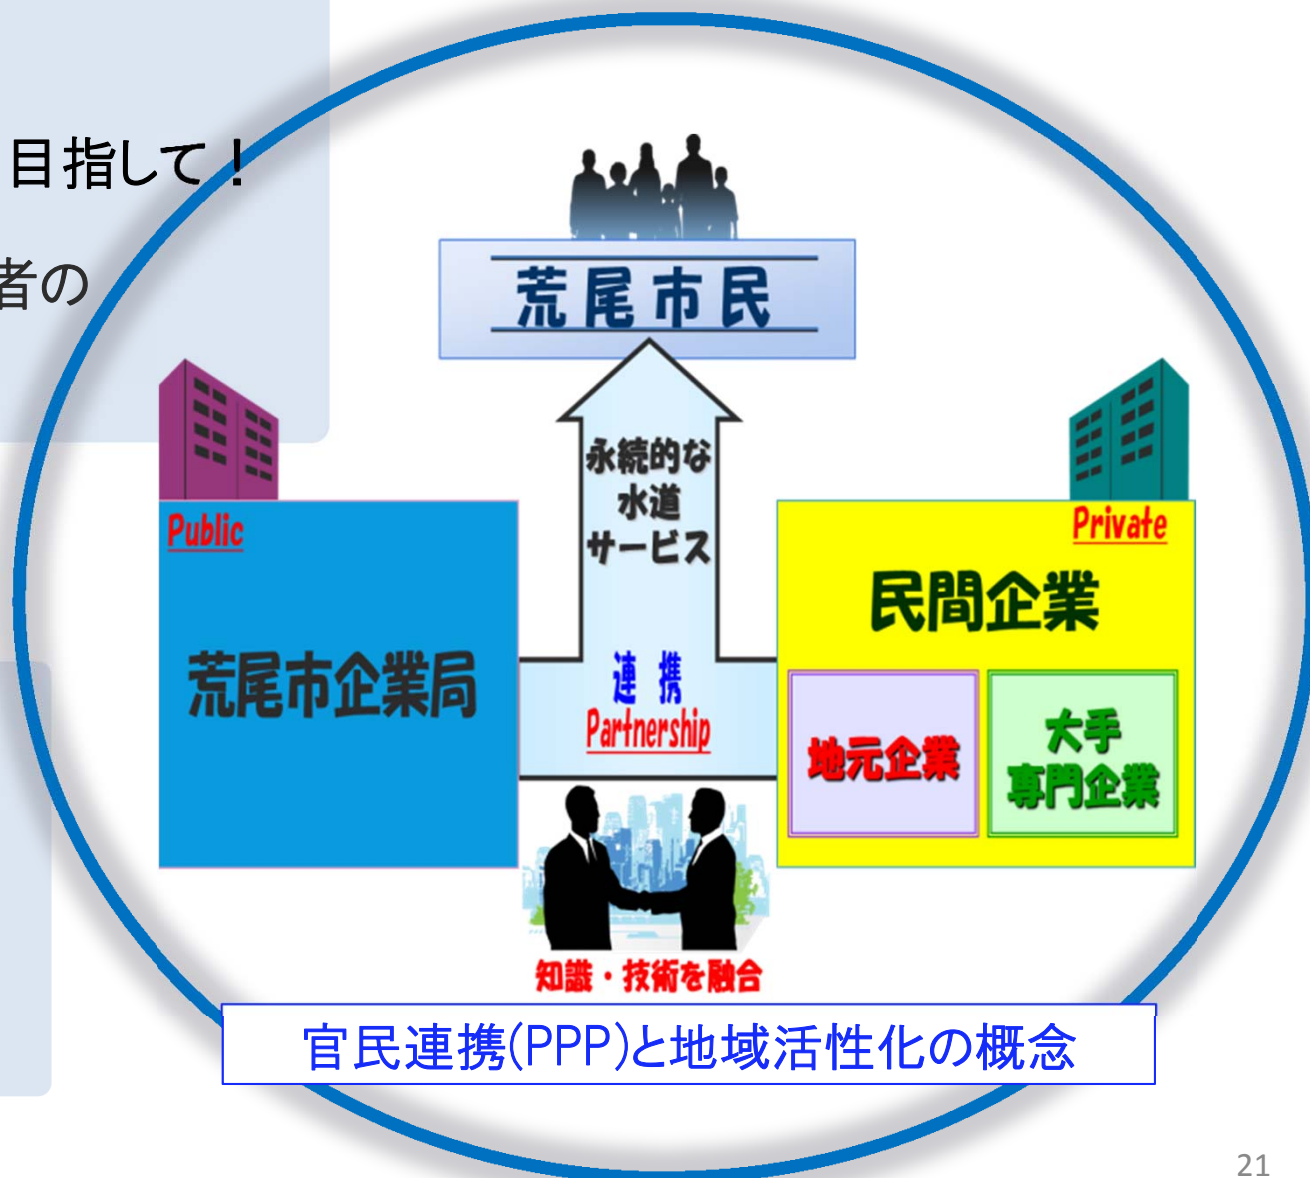 目指して！
者の
荒尾市民
永続的な
水道
サービス
Public
荒尾市企業局
連 携
Partnership
Private
民間企業
地元企業
大手
専門企業
知識・技術を融合
官民連携(PPP)と地域活性化の概念
21